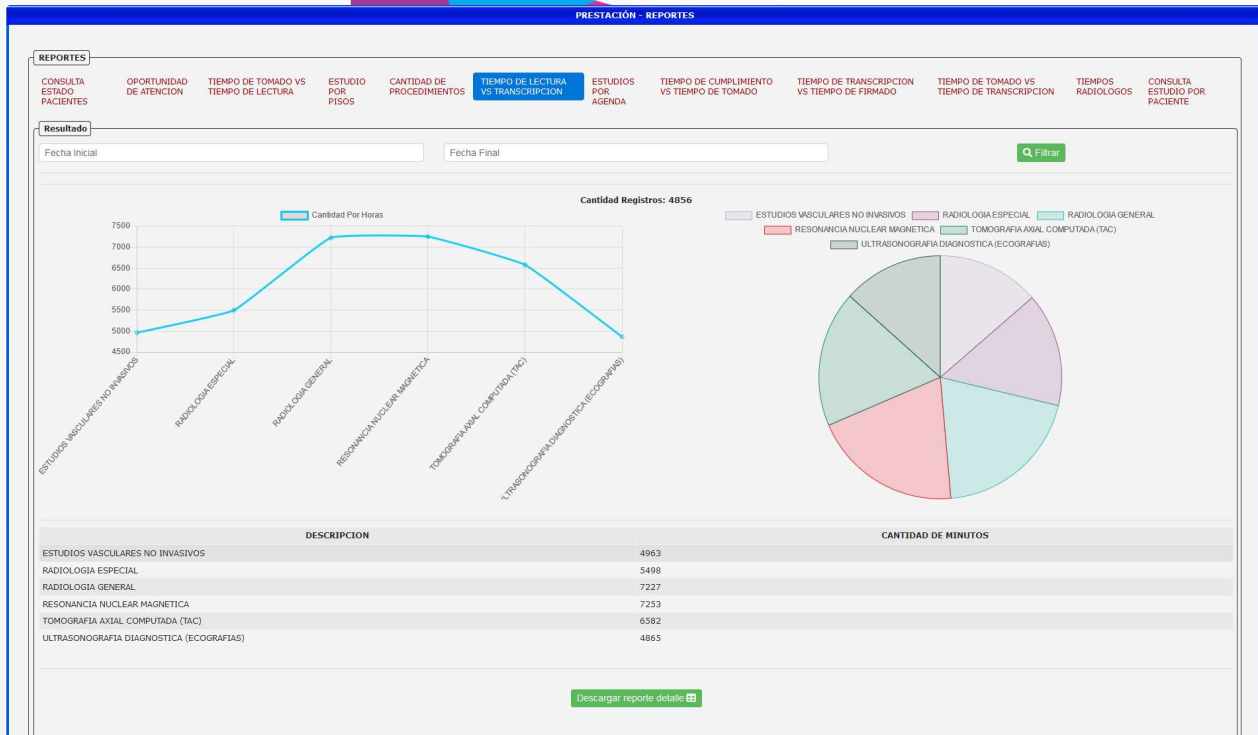 PRESTACIÓN - REPORTES
REPORTES
CONSULTA ESTADO PACIENTES
OPORTUNIDAD DE ATENCION
TIEMPO DE TOMADO VS TIEMPO DE LECTURA
ESTUDIO POR PISOS
CANTIDAD DE PROCEDIMIENTOS
TIEMPO DE LECTURA VS TRANSCRIPCION
ESTUDIOS POR AGENDA
TIEMPO DE CUMPLIMIENTO VS TIEMPO DE TOMADO
TIEMPO DE TRANSCRIPCION VS TIEMPO DE FIRMADO
TIEMPO DE TOMADO VS TIEMPO DE TRANSCRIPCION
TIEMPOS RADIOLOGOS
CONSULTA ESTUDIO POR PACIENTE
Resultado
Fecha Inicial
Fecha Final
Filtrar
Cantidad Registros: 4856
Cantidad Por Horas
7500
7000
6500
6000
5500
5000
4500
ESTUDIOS VASCULARES NO INVASIVOS
RADIOLOGIA ESPECIAL
RADIOLOGIA GENERAL
RESONANCIA NUCLEAR MAGNETICA
TOMOGRAFIA AXIAL COMPUTADA (TAC)
ULTRASONOGRAFIA DIAGNOSTICA (ECOGRAFIAS)
ESTUDIOS VASCULARES NO INVASIVOS RADIOLOGIA ESPECIAL RADIOLOGIA GENERAL
RESONANCIA NUCLEAR MAGNETICA TOMOGRAFIA AXIAL COMPUTADA (TAC)
ULTRASONOGRAFIA DIAGNOSTICA (ECOGRAFIAS)
DESCRIPCION CANTIDAD DE MINUTOS
ESTUDIOS VASCULARES NO INVASIVOS 4963
RADIOLOGIA ESPECIAL 5498
RADIOLOGIA GENERAL 7227
RESONANCIA NUCLEAR MAGNETICA 7253
TOMOGRAFIA AXIAL COMPUTADA (TAC) 6582
ULTRASONOGRAFIA DIAGNOSTICA (ECOGRAFIAS) 4865
Descargar reporte detalle